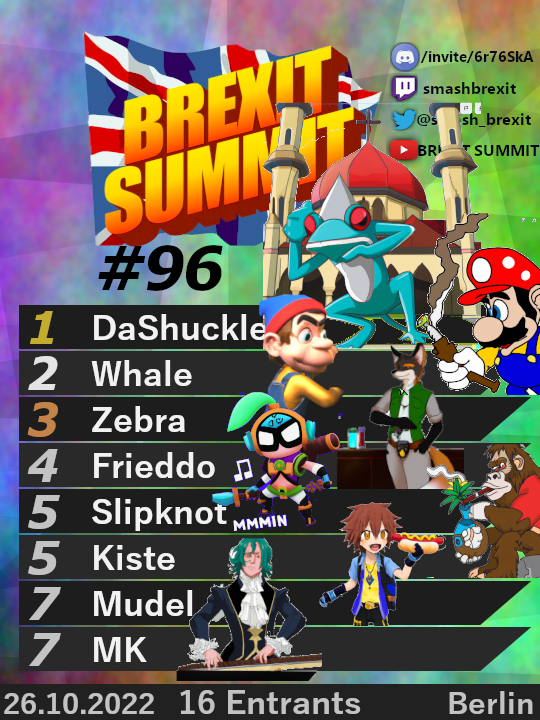 BREXIT
SUMMIT
#96
/invite/6r76SkA
smashbrexit
_brexit
SUMMIT
1 DaShuckle
2 Whale
3 Zebra
4 Frieddo
5 Slipknot
5 Kiste
7 Mudel
7 MK
MMMIN
26.10.2022 16 Entrants Berlin